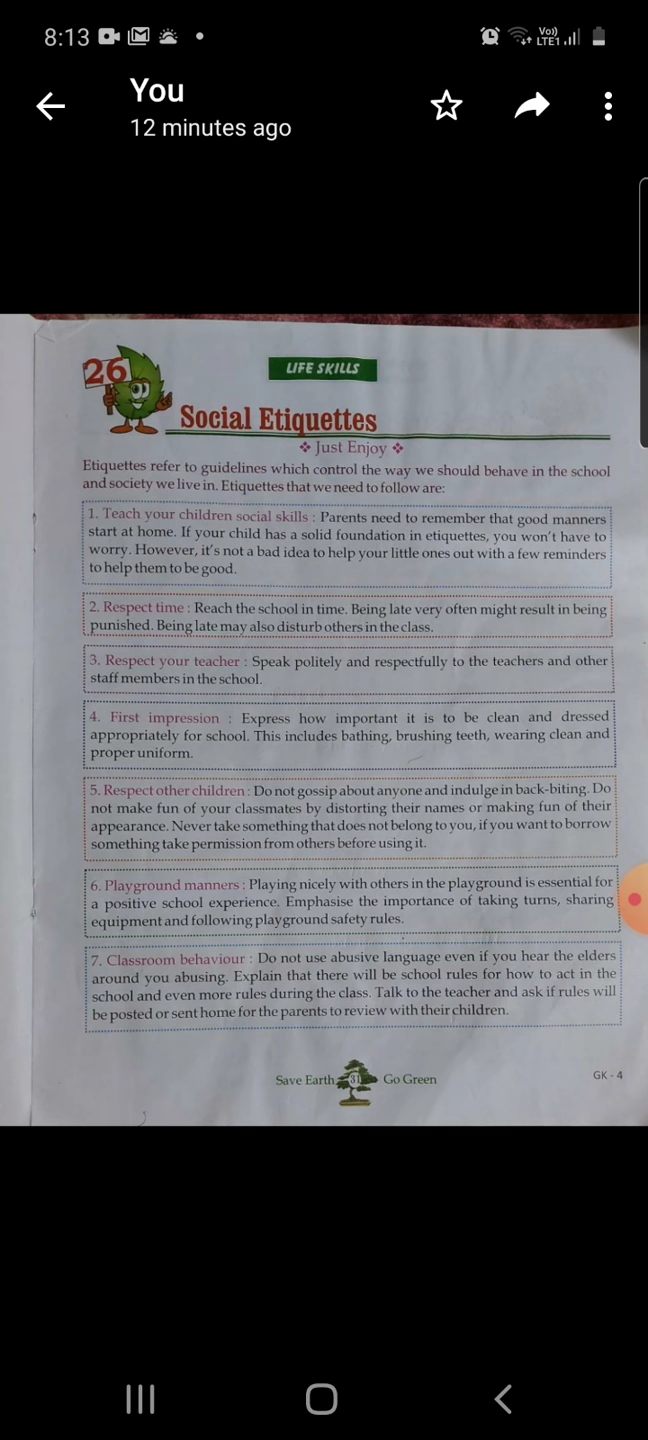 8:13
Vo))
LTE1
You
12 minutes ago
26
LIFE SKILLS
Social Etiquettes
❖ Just Enjoy ❖
Etiquettes refer to guidelines which control the way we should behave in the school
and society we live in. Etiquettes that we need to follow are:
1. Teach your children social skills : Parents need to remember that good manners
start at home. If your child has a solid foundation in etiquettes, you won't have to
worry. However, it's not a bad idea to help your little ones out with a few reminders
to help them to be good.
2. Respect time : Reach the school in time. Being late very often might result in being
punished. Being late may also disturb others in the class.
3. Respect your teacher : Speak politely and respectfully to the teachers and other
staff members in the school.
4. First impression : Express how important it is to be clean and dressed
appropriately for school. This includes bathing, brushing teeth, wearing clean and
proper uniform.
5. Respect other children : Do not gossip about anyone and indulge in back-biting. Do
not make fun of your classmates by distorting their names or making fun of their
appearance. Never take something that does not belong to you, if you want to borrow
something take permission from others before using it.
6. Playground manners : Playing nicely with others in the playground is essential for
a positive school experience. Emphasise the importance of taking turns, sharing
equipment and following playground safety rules.
7. Classroom behaviour : Do not use abusive language even if you hear the elders
around you abusing. Explain that there will be school rules for how to act in the
school and even more rules during the class. Talk to the teacher and ask if rules will
be posted or sent home for the parents to review with their children.
Save Earth 31 Go Green
GK - 4